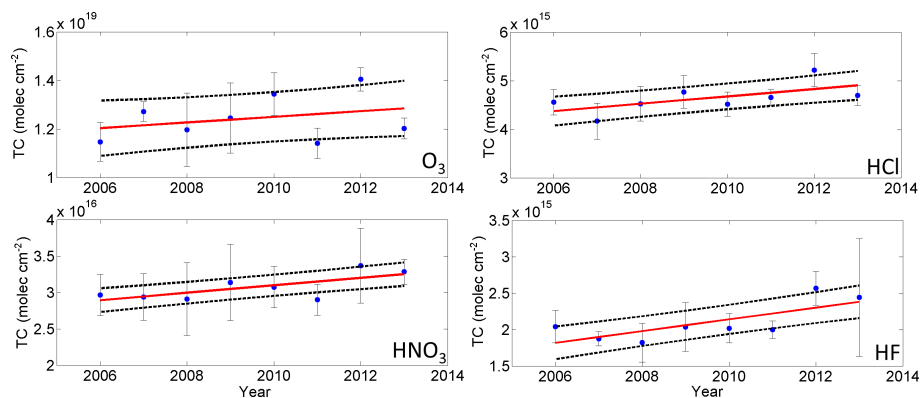 x 10^19
1.6
1.4
1.2
1
TC (molec cm^-2)
2006 2008 2010 2012 2014
O₃
x 10^15
6
5
4
3
TC (molec cm^-2)
2006 2008 2010 2012 2014
HCl
x 10^16
4
3.5
3
2.5
2
TC (molec cm^-2)
2006 2008 2010 2012 2014
Year
HNO₃
x 10^15
3.5
3
2.5
2
1.5
TC (molec cm^-2)
2006 2008 2010 2012 2014
Year
HF